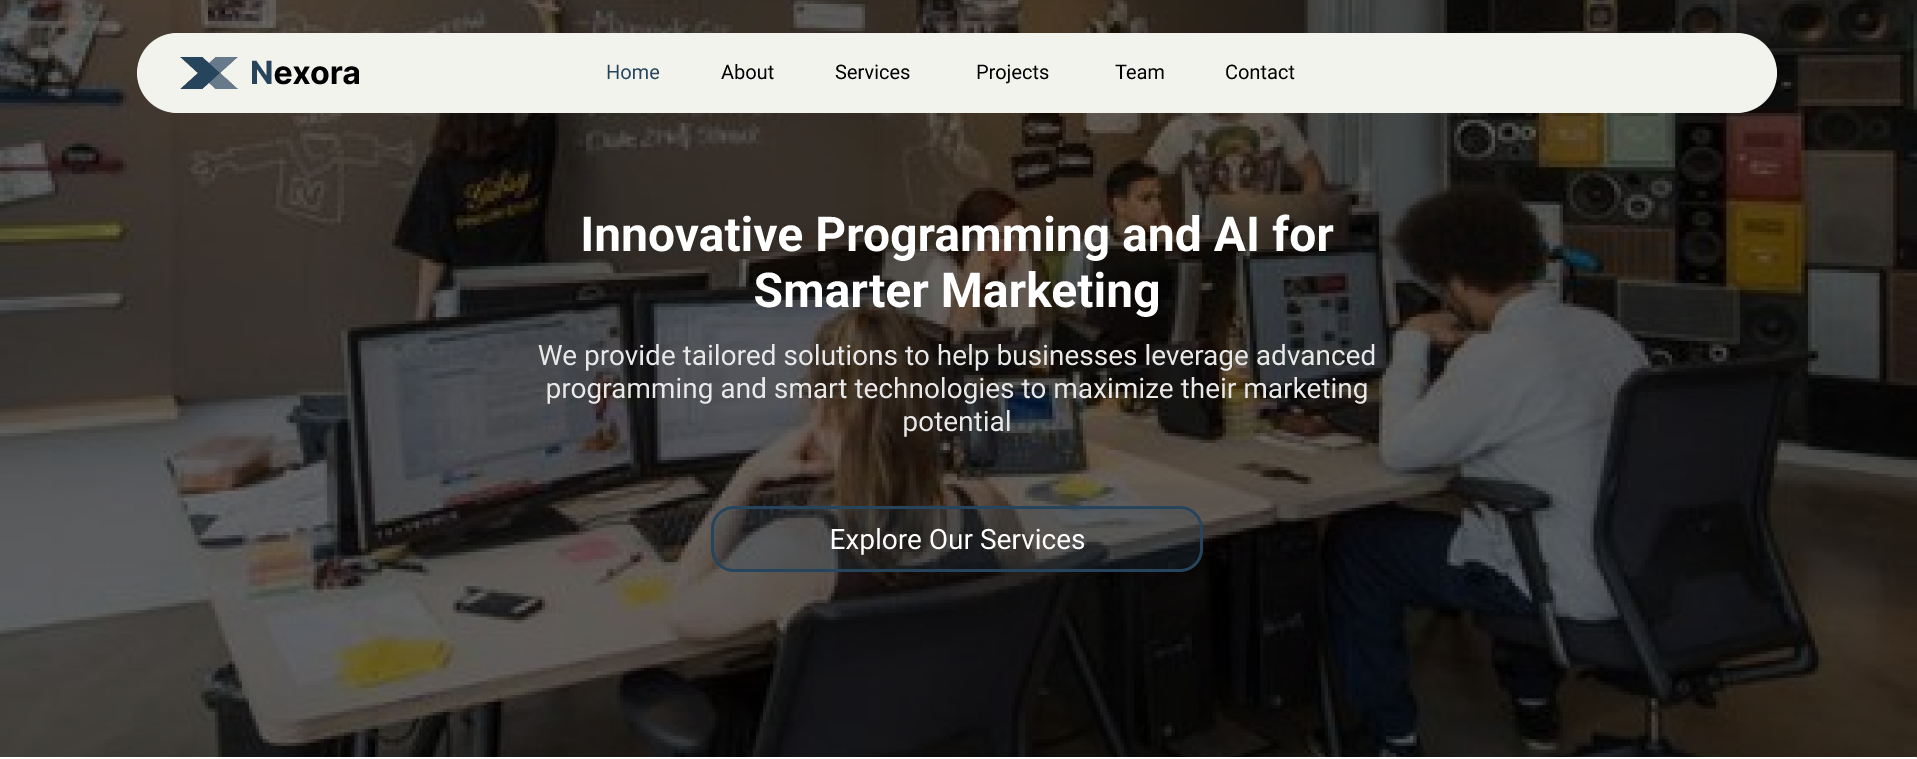 Nexora
Home
About
Services
Projects
Team
Contact
Innovative Programming and AI for
Smarter Marketing
We provide tailored solutions to help businesses leverage advanced
programming and smart technologies to maximize their marketing
potential
Explore Our Services